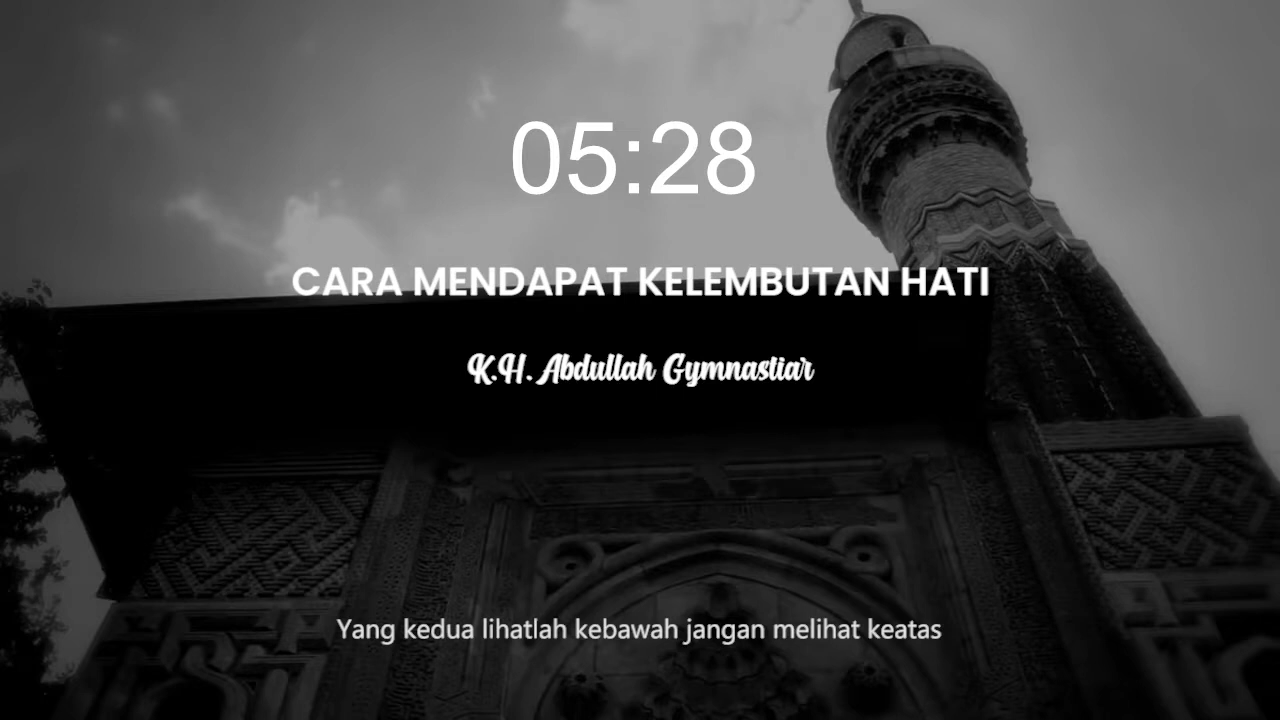 05:28
CARA MENDAPAT KELEMBUTAN HATI
K.H. Abdullah Gymnastiar
Yang kedua lihatlah kebawah jangan melihat keatas